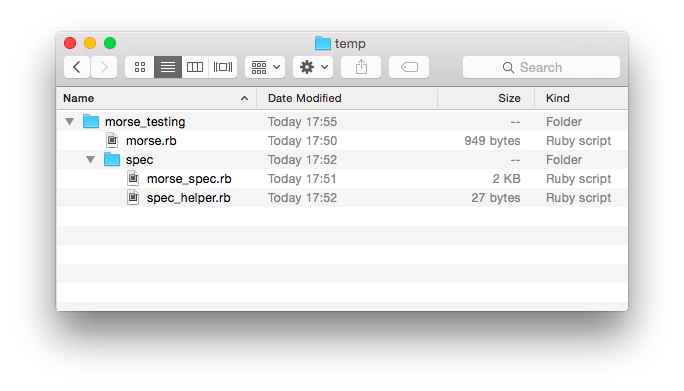 temp
Search
Name Date Modified Size Kind
morse_testing Today 17:55 -- Folder
morse.rb Today 17:50 949 bytes Ruby script
spec Today 17:52 -- Folder
morse_spec.rb Today 17:51 2 KB Ruby script
spec_helper.rb Today 17:52 27 bytes Ruby script